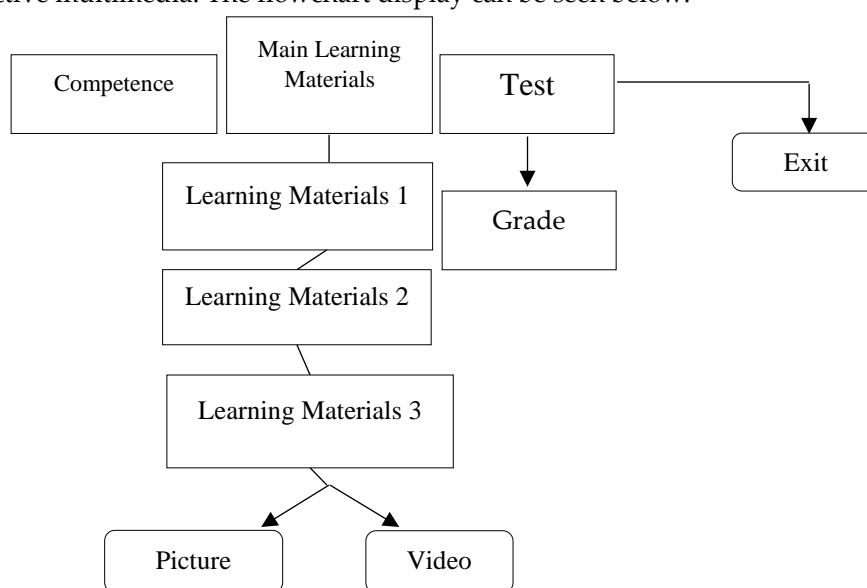 ctive multimedia. The flowchart display can be seen below:
Competence
Main Learning
Materials
Test
Exit
Learning Materials 1
Grade
Learning Materials 2
Learning Materials 3
Picture
Video